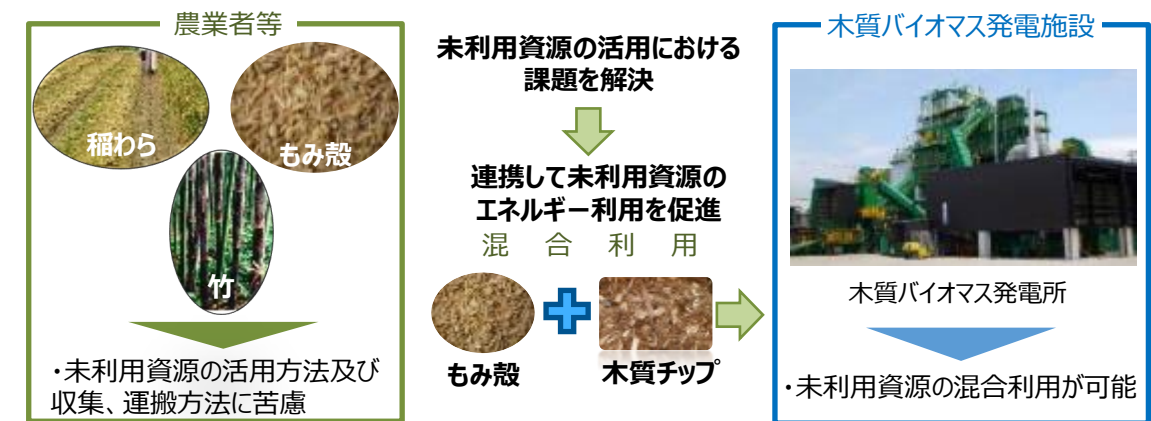 農業者等
稲わら
もみ殻
竹
・未利用資源の活用方法及び
収集、運搬方法に苦慮
未利用資源の活用における
課題を解決
連携して未利用資源の
エネルギー利用を促進
混合利用
もみ殻
木質チップ
木質バイオマス発電施設
木質バイオマス発電所
・未利用資源の混合利用が可能